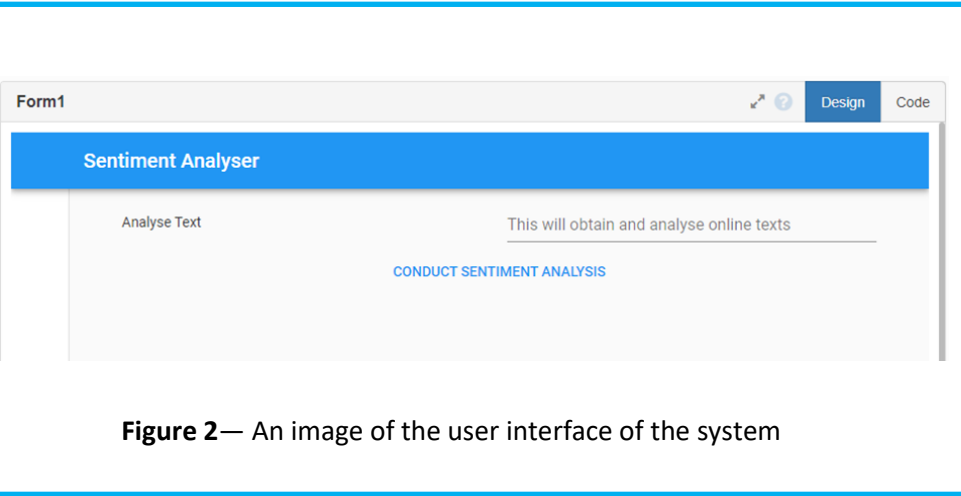 Form1 Design Code
Sentiment Analyser
Analyse Text This will obtain and analyse online texts
CONDUCT SENTIMENT ANALYSIS
Figure 2— An image of the user interface of the system